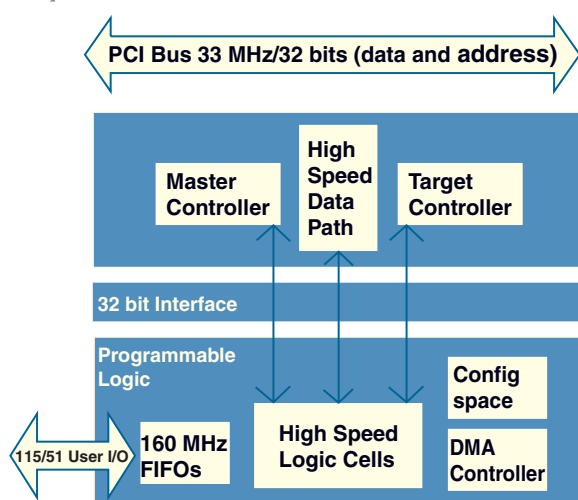 PCI Bus 33 MHz/32 bits (data and address)
High
Speed
Data
Path
Master
Controller
Target
Controller
32 bit Interface
Programmable
Logic
Config
space
115/51 User I/O
160 MHz
FIFOs
High Speed
Logic Cells
DMA
Controller